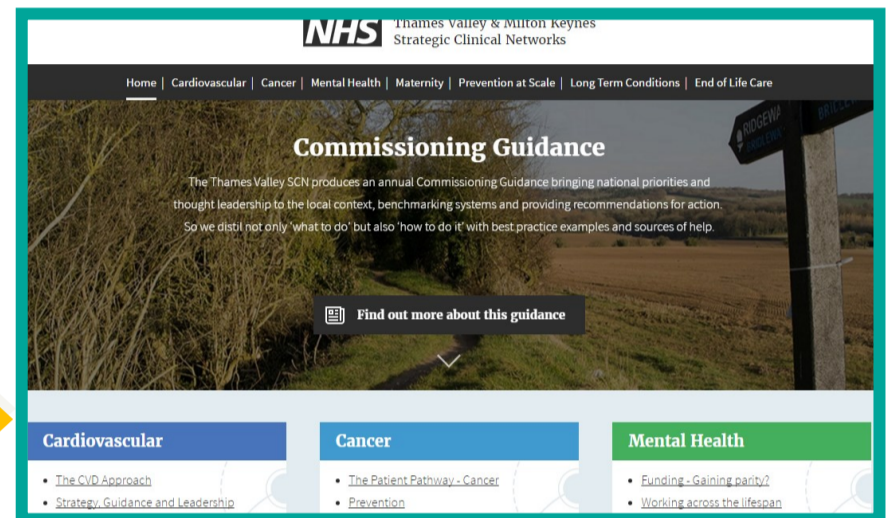 NHS
Thames Valley & Milton Keynes
Strategic Clinical Networks
Home | Cardiovascular | Cancer | Mental Health | Maternity | Prevention at Scale | Long Term Conditions | End of Life Care
RIDGEWAY
Commissioning Guidance
The Thames Valley SCN produces an annual Commissioning Guidance bringing national priorities and
thought leadership to the local context, benchmarking systems and providing recommendations for action.
So we distil not only 'what to do' but also 'how to do it' with best practice examples and sources of help.
Find out more about this guidance
Cardiovascular
• The CVD Approach
• Strategy, Guidance and Leadership
Cancer
• The Patient Pathway - Cancer
• Prevention
Mental Health
• Funding - Gaining parity?
• Working across the lifespan